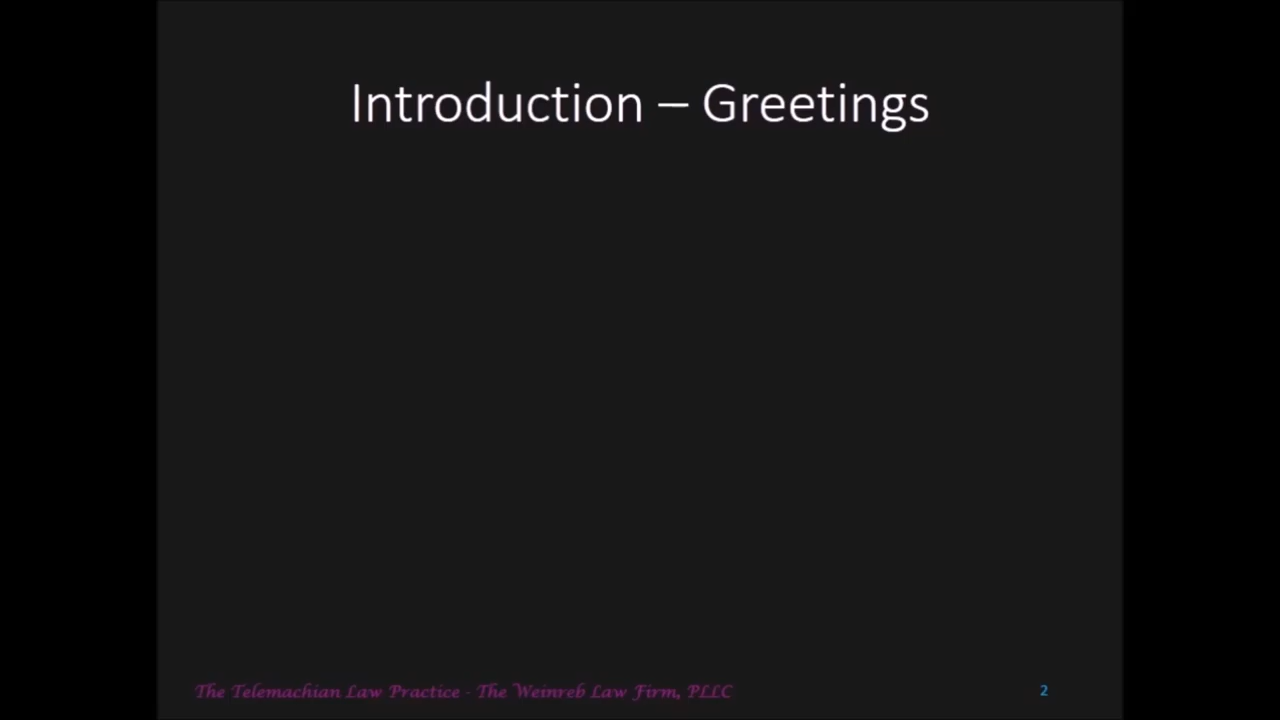 Introduction – Greetings
The Telemachian Law Practice - The Weinreb Law Firm, PLLC
2